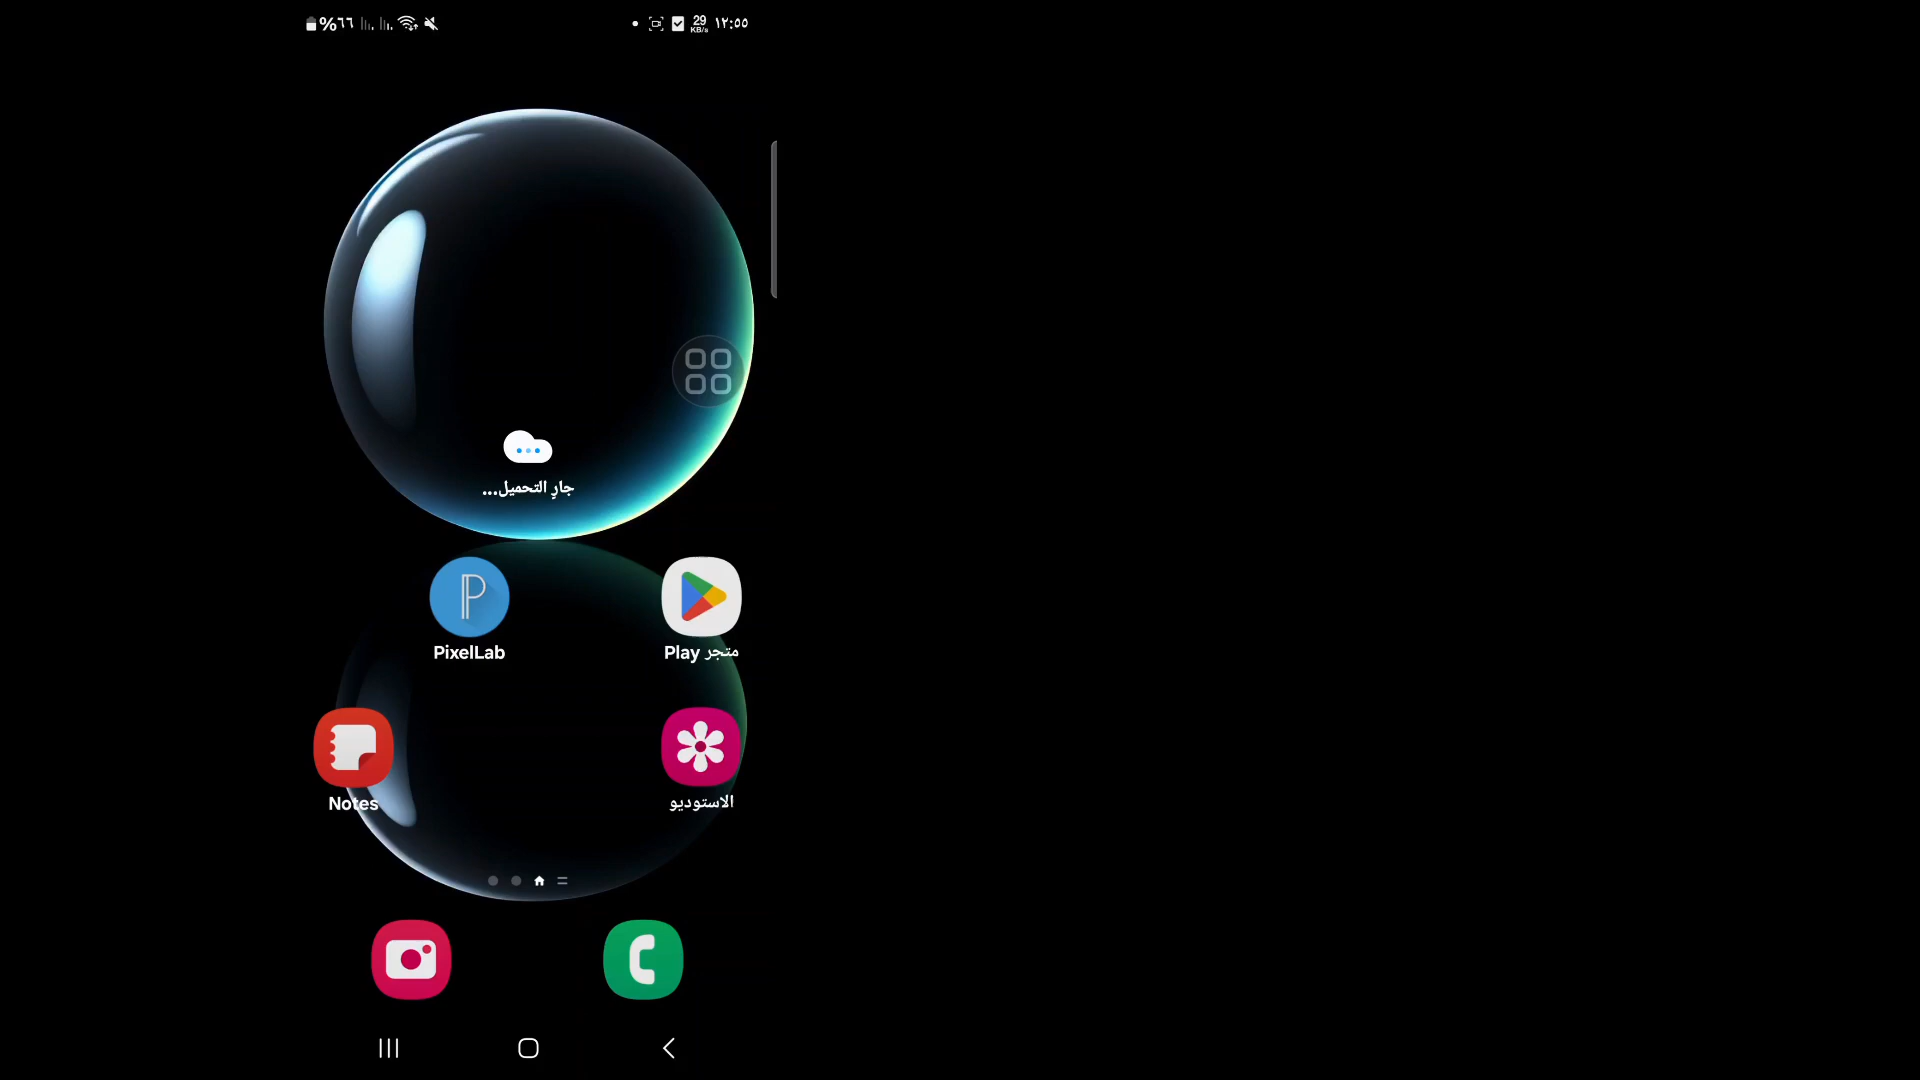 %٦٦
29
KB/s
١٢:٥٥
جارِ التحميل...
PixelLab
متجر Play
Notes
الاستوديو